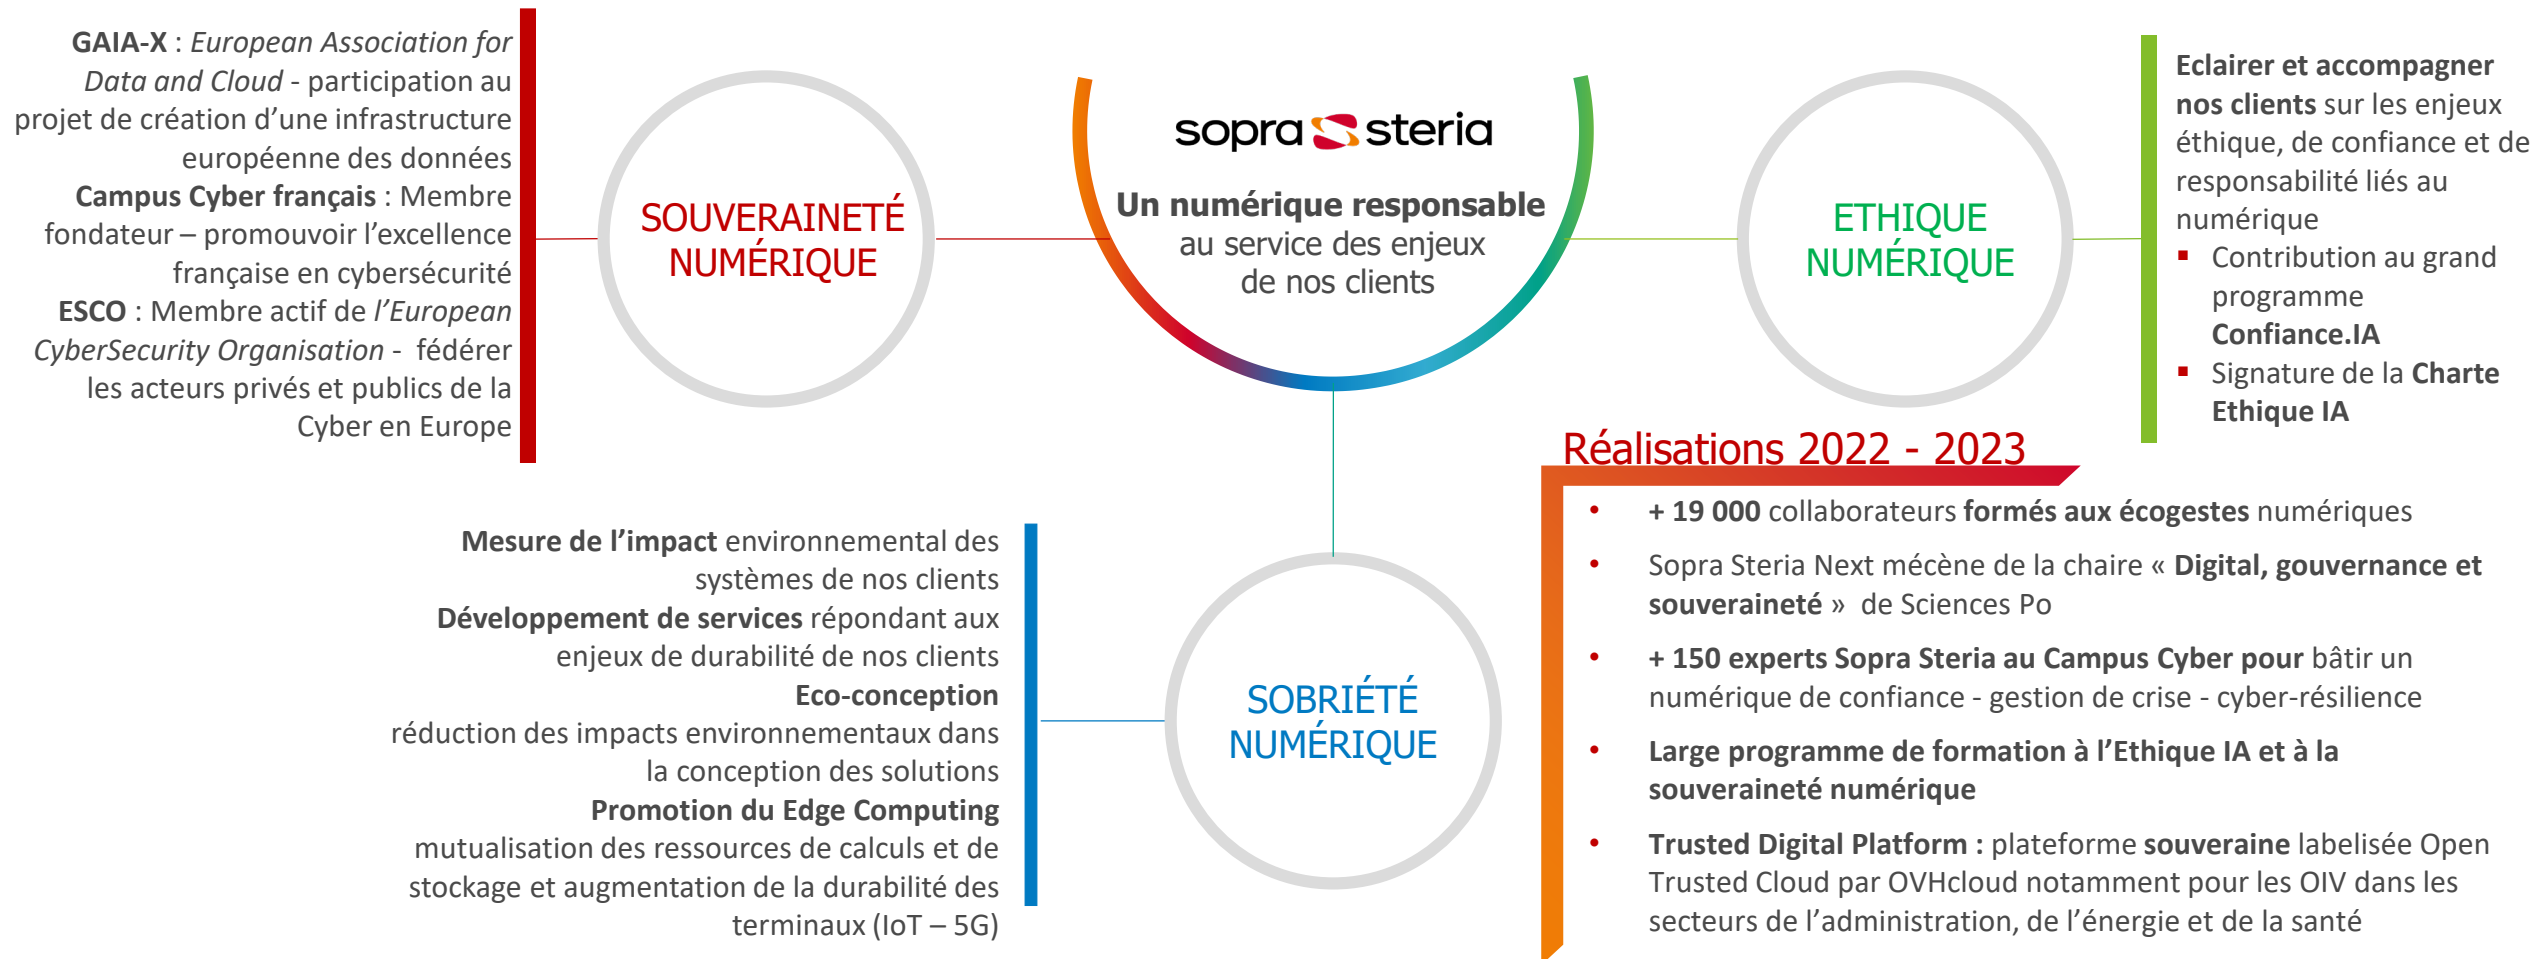 GAIA-X : European Association for
Data and Cloud - participation au
projet de création d’une infrastructure
européenne des données
Campus Cyber français : Membre
fondateur – promouvoir l’excellence
française en cybersécurité
ESCO : Membre actif de l’European
CyberSecurity Organisation -  fédérer
les acteurs privés et publics de la
Cyber en Europe
SOUVERAINETÉ
NUMÉRIQUE
sopra steria
Un numérique responsable
au service des enjeux
de nos clients
ETHIQUE
NUMÉRIQUE
Eclairer et accompagner
nos clients sur les enjeux
éthique, de confiance et de
responsabilité liés au
numérique
▪ Contribution au grand
programme
Confiance.IA
▪ Signature de la Charte
Ethique IA
Mesure de l’impact environnemental des
systèmes de nos clients
Développement de services répondant aux
enjeux de durabilité de nos clients
Eco-conception
réduction des impacts environnementaux dans
la conception des solutions
Promotion du Edge Computing
mutualisation des ressources de calculs et de
stockage et augmentation de la durabilité des
terminaux (IoT – 5G)
SOBRIÉTÉ
NUMÉRIQUE
Réalisations 2022 - 2023
• + 19 000 collaborateurs formés aux écogestes numériques
• Sopra Steria Next mécène de la chaire « Digital, gouvernance et
souveraineté »  de Sciences Po
• + 150 experts Sopra Steria au Campus Cyber pour bâtir un
numérique de confiance - gestion de crise - cyber-résilience
• Large programme de formation à l’Ethique IA et à la
souveraineté numérique
• Trusted Digital Platform : plateforme souveraine labelisée Open
Trusted Cloud par OVHcloud notamment pour les OIV dans les
secteurs de l’administration, de l’énergie et de la santé